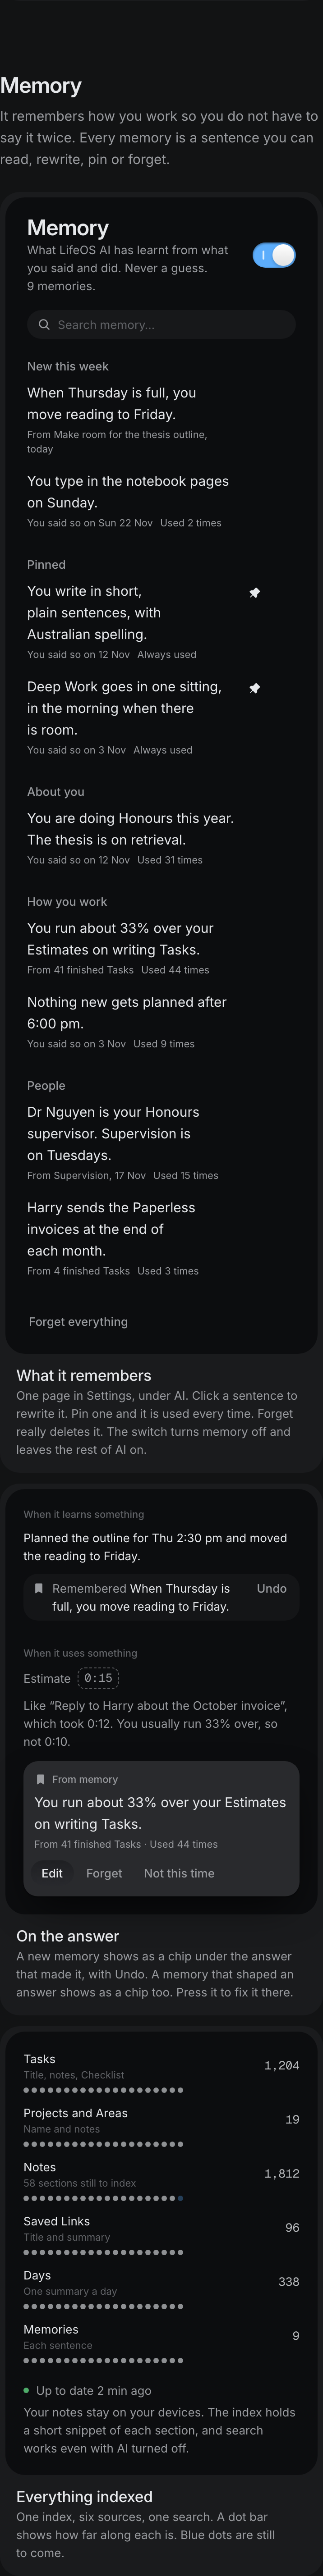 Memory
It remembers how you work so you do not have to
say it twice. Every memory is a sentence you can
read, rewrite, pin or forget.
Memory
What LifeOS AI has learnt from what
you said and did. Never a guess.
9 memories.
Search memory...
New this week
When Thursday is full, you
move reading to Friday.
From Make room for the thesis outline,
today
You type in the notebook pages
on Sunday.
You said so on Sun 22 Nov Used 2 times
Pinned
You write in short,
plain sentences, with
Australian spelling.
You said so on 12 Nov Always used
Deep Work goes in one sitting,
in the morning when there
is room.
You said so on 3 Nov Always used
About you
You are doing Honours this year.
The thesis is on retrieval.
You said so on 12 Nov Used 31 times
How you work
You run about 33% over your
Estimates on writing Tasks.
From 41 finished Tasks Used 44 times
Nothing new gets planned after
6:00 pm.
You said so on 3 Nov Used 9 times
People
Dr Nguyen is your Honours
supervisor. Supervision is
on Tuesdays.
From Supervision, 17 Nov Used 15 times
Harry sends the Paperless
invoices at the end of
each month.
From 4 finished Tasks Used 3 times
Forget everything
What it remembers
One page in Settings, under AI. Click a sentence to
rewrite it. Pin one and it is used every time. Forget
really deletes it. The switch turns memory off and
leaves the rest of AI on.
When it learns something
Planned the outline for Thu 2:30 pm and moved
the reading to Friday.
Remembered When Thursday is Undo
full, you move reading to Friday.
When it uses something
Estimate 0:15
Like “Reply to Harry about the October invoice”,
which took 0:12. You usually run 33% over, so
not 0:10.
From memory
You run about 33% over your Estimates
on writing Tasks.
From 41 finished Tasks · Used 44 times
Edit Forget Not this time
On the answer
A new memory shows as a chip under the answer
that made it, with Undo. A memory that shaped an
answer shows as a chip too. Press it to fix it there.
Tasks 1,204
Title, notes, Checklist
Projects and Areas 19
Name and notes
Notes 1,812
58 sections still to index
Saved Links 96
Title and summary
Days 338
One summary a day
Memories 9
Each sentence
Up to date 2 min ago
Your notes stay on your devices. The index holds
a short snippet of each section, and search
works even with AI turned off.
Everything indexed
One index, six sources, one search. A dot bar
shows how far along each is. Blue dots are still
to come.